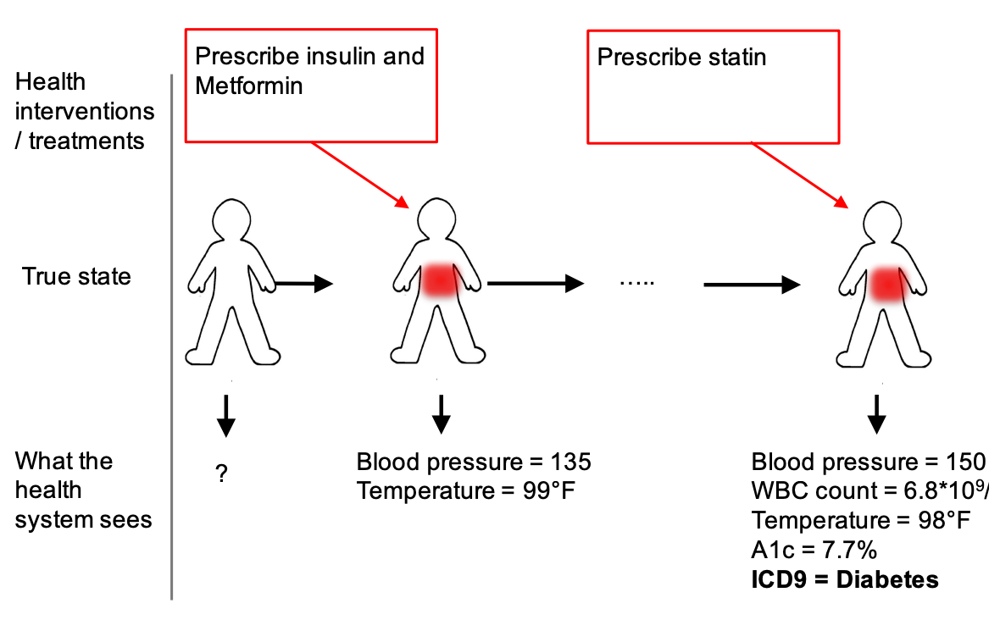 Prescribe insulin and
Metformin
Prescribe statin
Health
interventions
/ treatments
True state
.....
What the
health
system sees
?
Blood pressure = 135
Temperature = 99°F
Blood pressure = 150
WBC count = 6.8*10⁹/
Temperature = 98°F
A1c = 7.7%
ICD9 = Diabetes